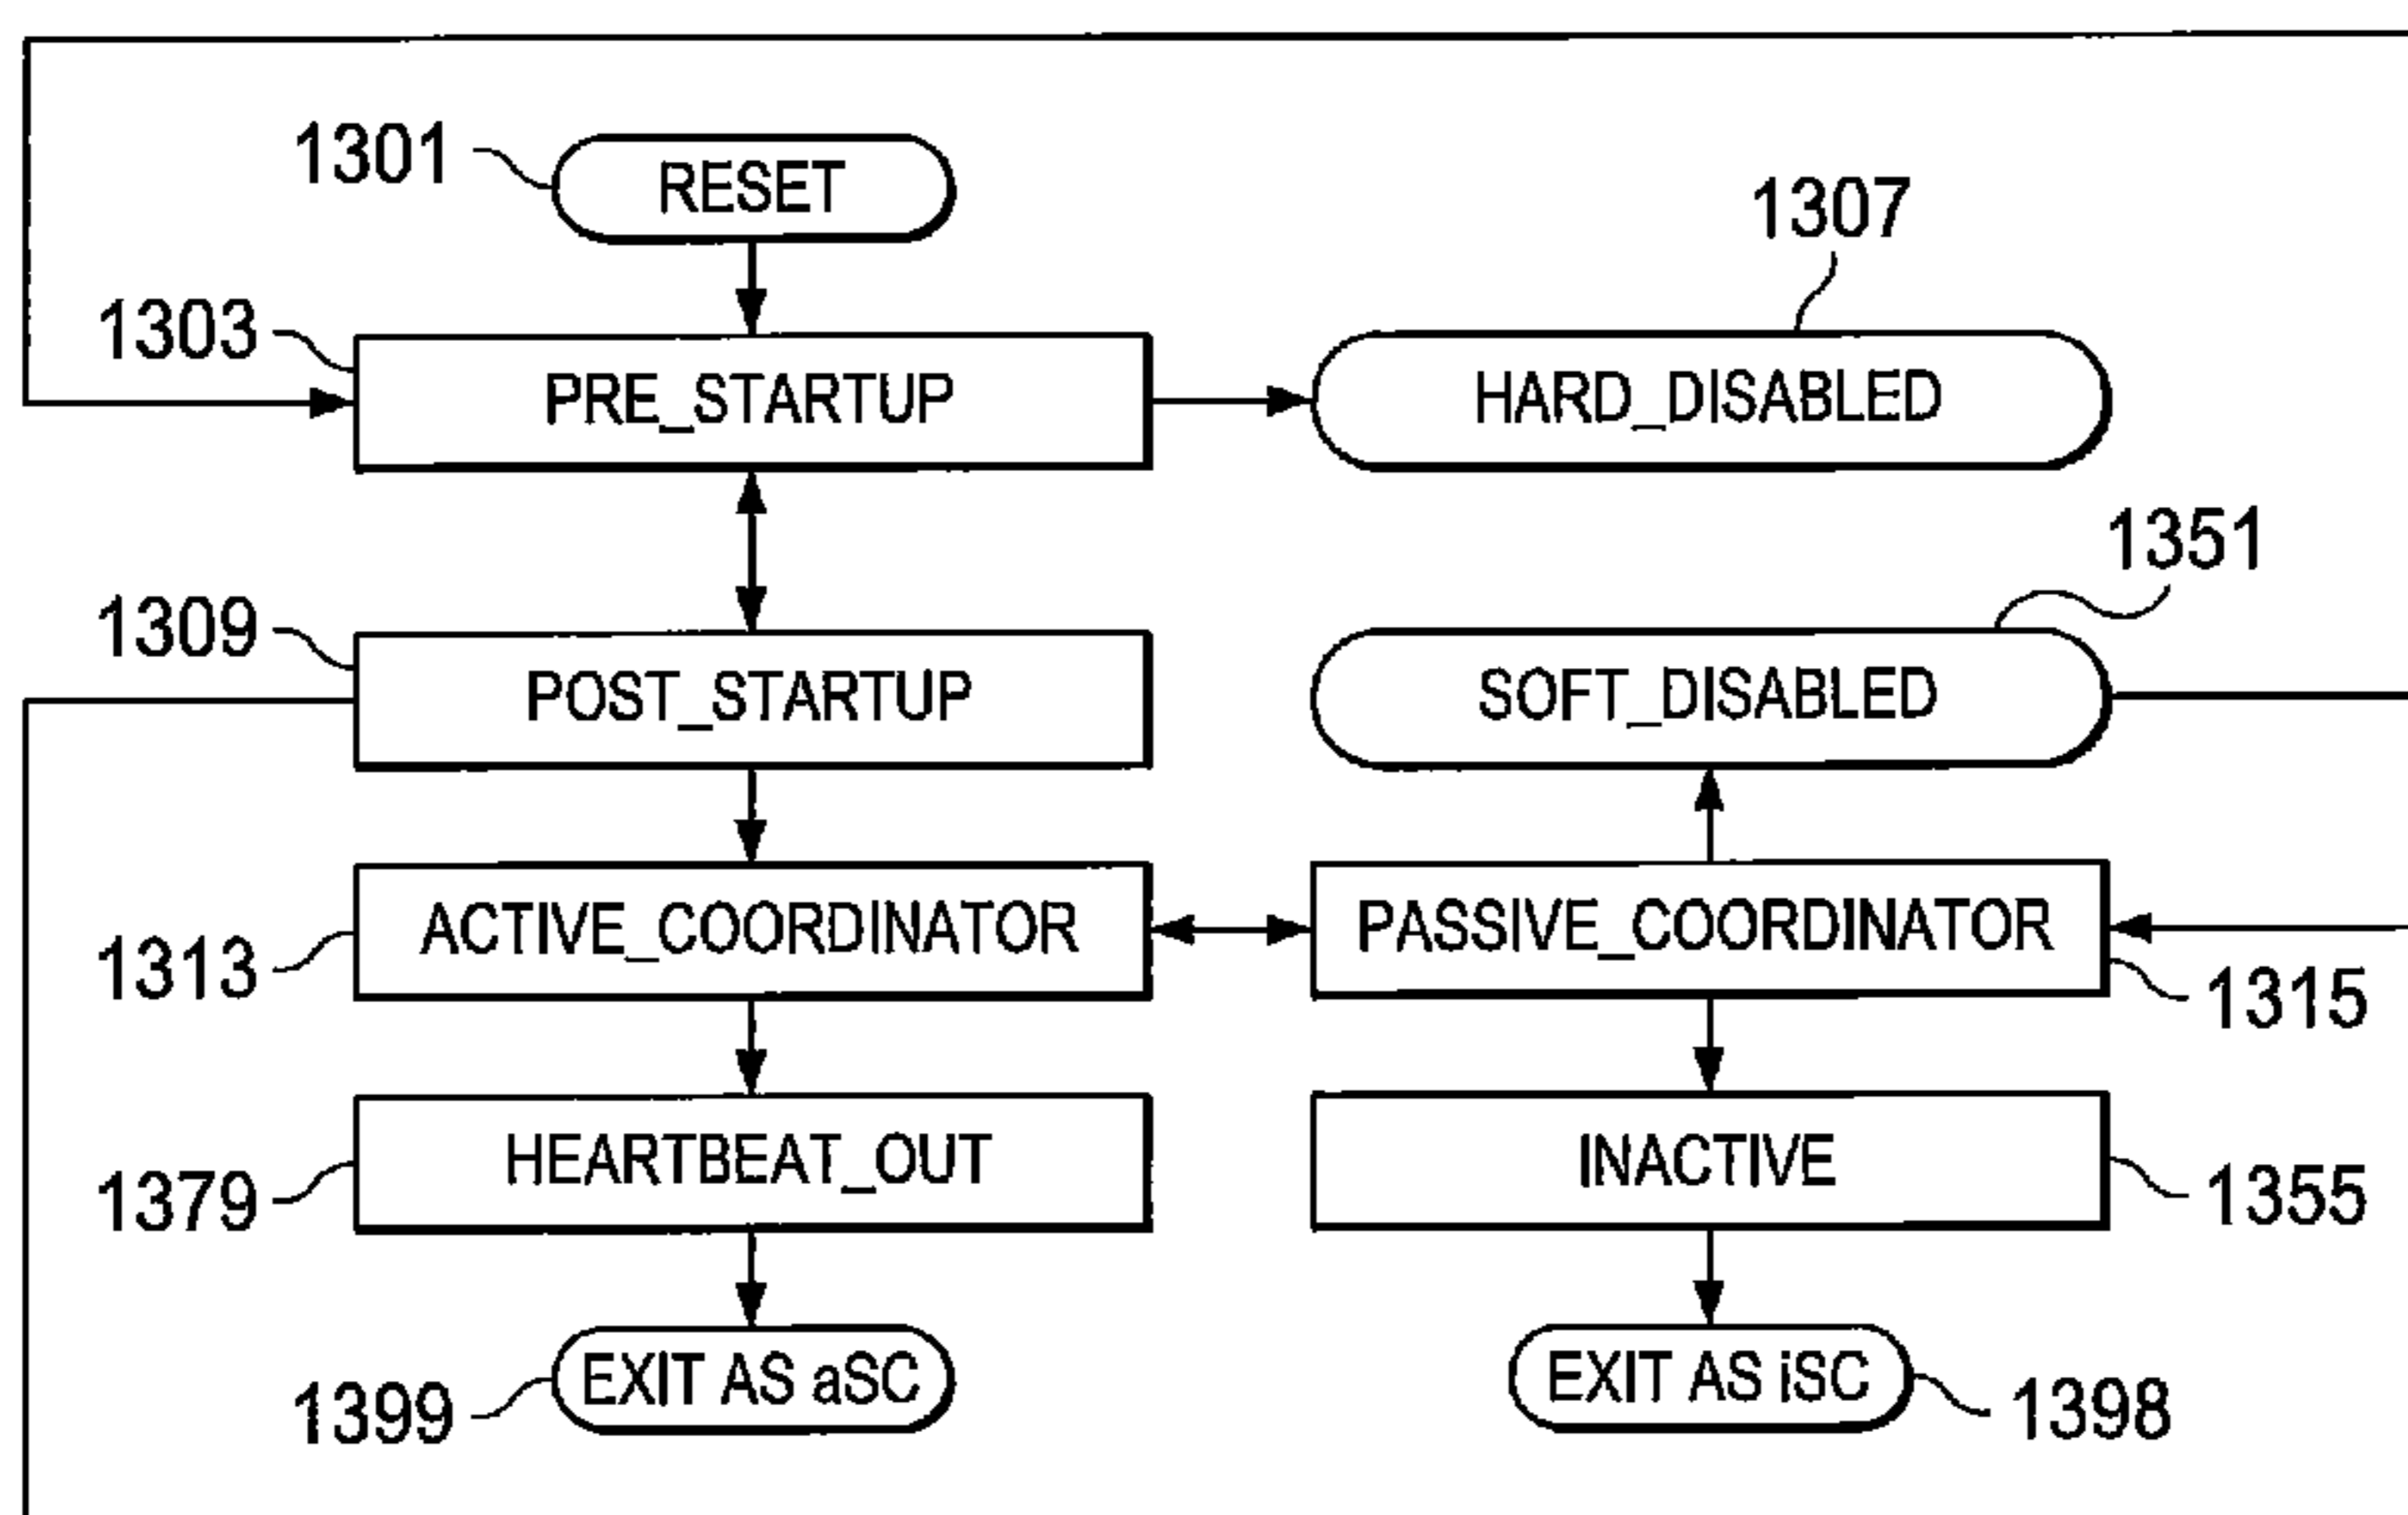 1301
RESET
1307
1303
PRE_STARTUP
HARD_DISABLED
1351
1309
POST_STARTUP
SOFT_DISABLED
ACTIVE_COORDINATOR
PASSIVE_COORDINATOR
1313
1315
HEARTBEAT_OUT
INACTIVE
1379
1355
EXIT AS aSC
EXIT AS iSC
1399
1398